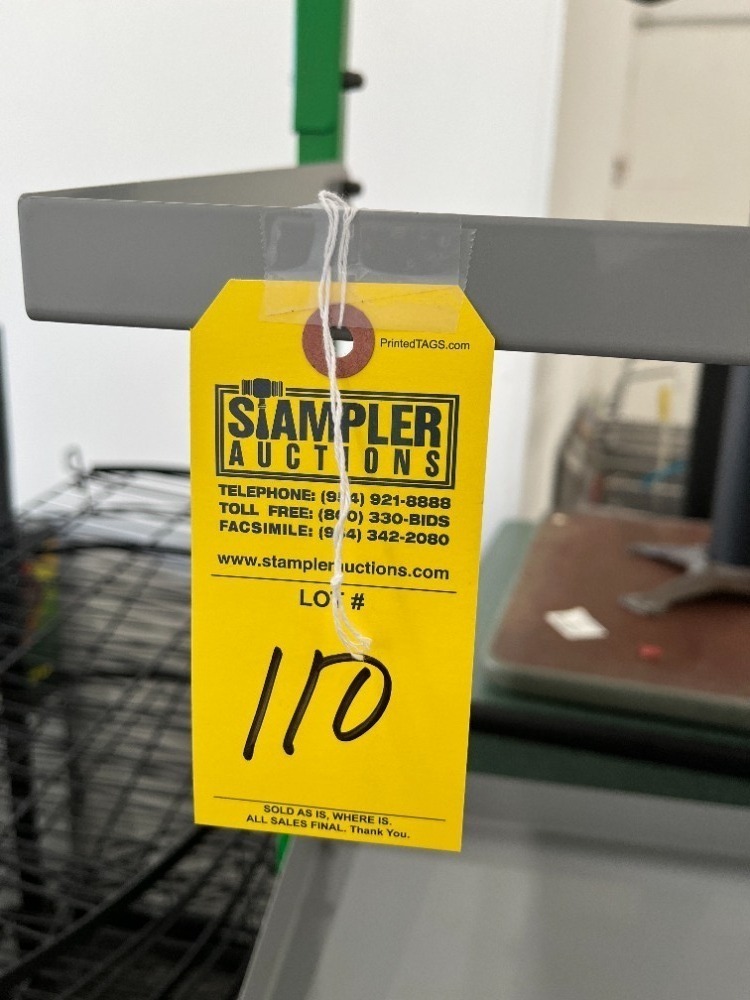 PrintedTAGS.com
STAMPLER
AUCTIONS
TELEPHONE: (954) 921-8888
TOLL FREE: (800) 330-BIDS
FACSIMILE: (954) 342-2080
www.stamplerauctions.com
LOT #
110
SOLD AS IS, WHERE IS.
ALL SALES FINAL. Thank You.